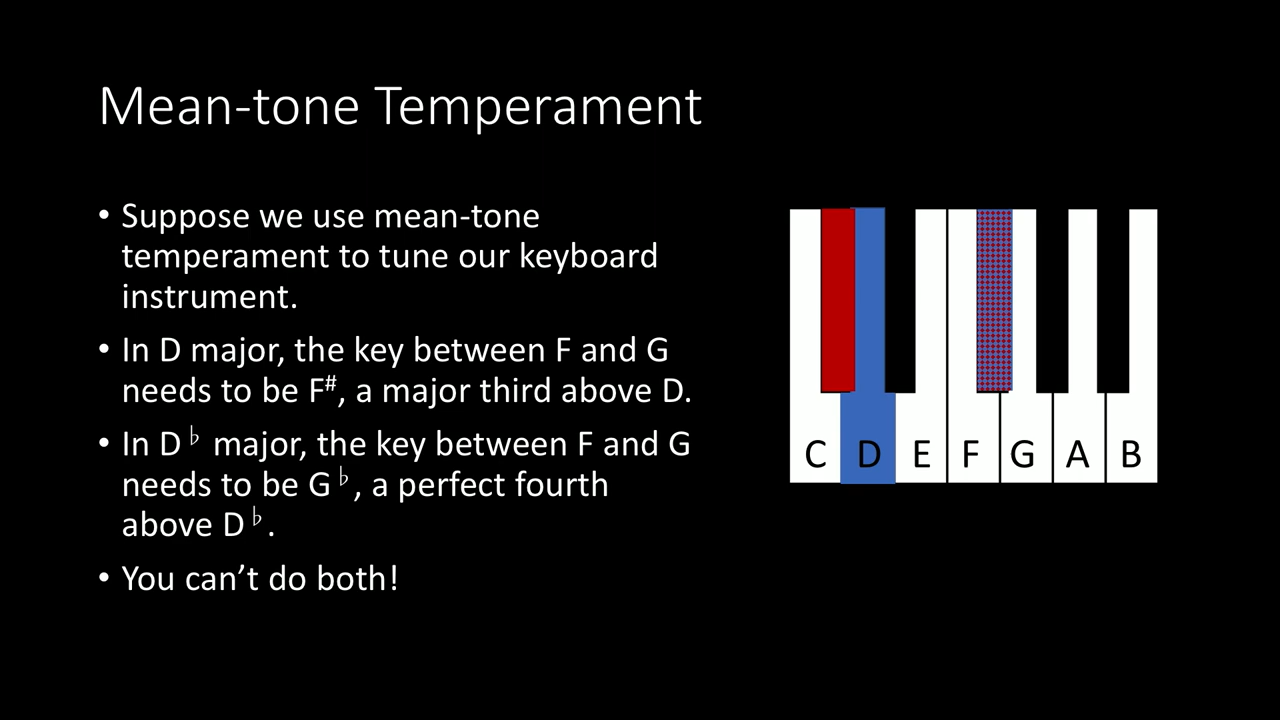 Mean-tone Temperament
• Suppose we use mean-tone
temperament to tune our keyboard
instrument.
• In D major, the key between F and G
needs to be F#, a major third above D.
• In D♭ major, the key between F and G
needs to be G♭, a perfect fourth
above D♭.
• You can’t do both!
C D E F G A B